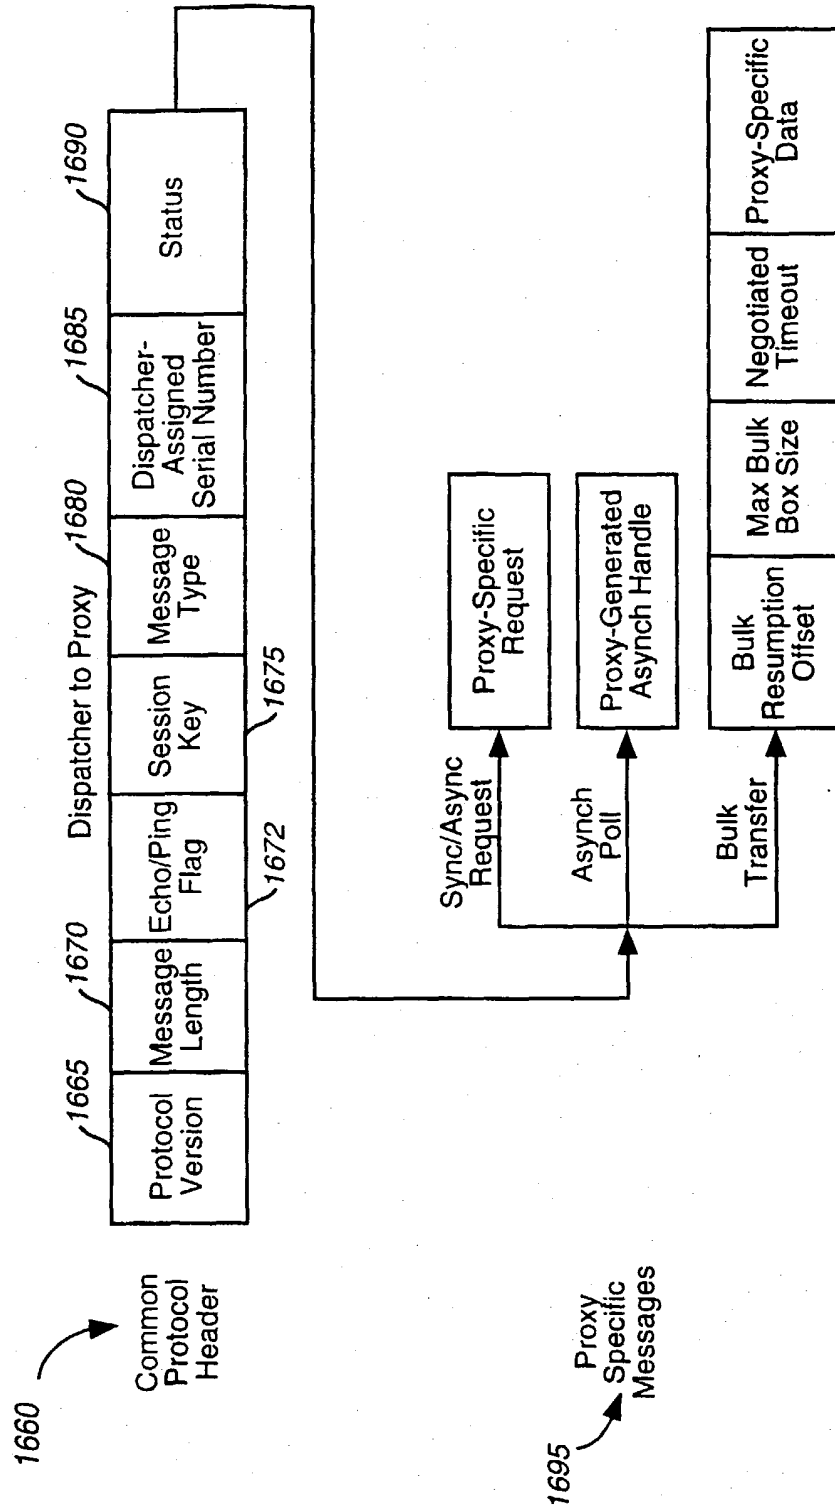 Dispatcher to Proxy
1660
Common
Protocol
Header
1665
1670
1680
1685
1690
Protocol
Version
Message
Length
Echo/Ping
Flag
Session
Key
Message
Type
Dispatcher-
Assigned
Serial Number
Status
1672
1675
1695
Proxy
Specific
Messages
Sync/Async
Request
Proxy-Specific
Request
Asynch
Poll
Proxy-Generated
Asynch Handle
Bulk
Transfer
Bulk
Resumption
Offset
Max Bulk
Box Size
Negotiated
Timeout
Proxy-Specific
Data